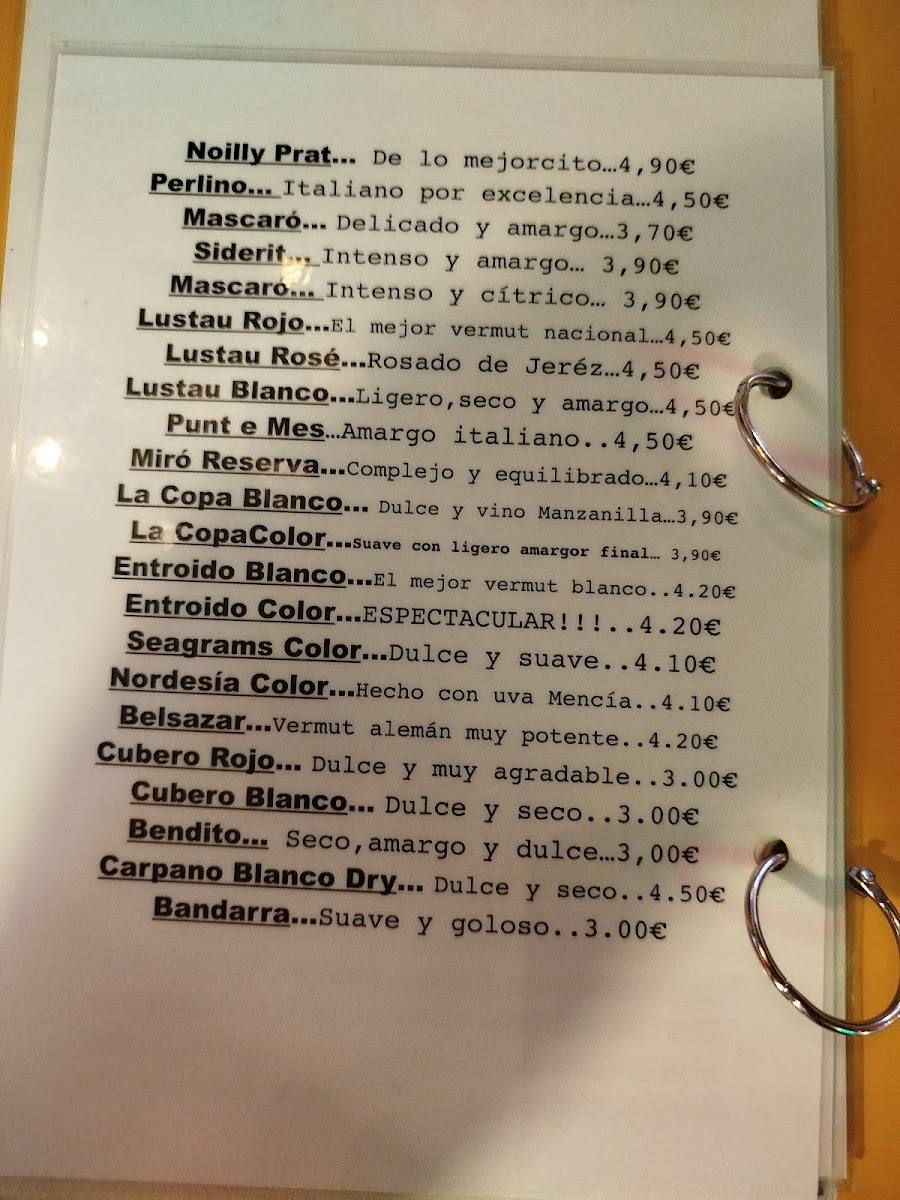 Noilly Prat... De lo mejorcito…4,90€
Perlino... Italiano por excelencia…4,50€
Mascaró... Delicado y amargo…3,70€
Siderit... Intenso y amargo… 3,90€
Mascaró... Intenso y cítrico… 3,90€
Lustau Rojo...El mejor vermut nacional…4,50€
Lustau Rosé...Rosado de Jeréz…4,50€
Lustau Blanco...Ligero,seco y amargo…4,50€
Punt e Mes…Amargo italiano..4,50€
Miró Reserva...Complejo y equilibrado…4,10€
La Copa Blanco... Dulce y vino Manzanilla…3,90€
La CopaColor...Suave con ligero amargor final… 3,90€
Entroido Blanco...El mejor vermut blanco..4.20€
Entroido Color...ESPECTACULAR!!!..4.20€
Seagrams Color...Dulce y suave..4.10€
Nordesía Color...Hecho con uva Mencía..4.10€
Belsazar...Vermut alemán muy potente..4.20€
Cubero Rojo... Dulce y muy agradable..3.00€
Cubero Blanco... Dulce y seco..3.00€
Bendito... Seco,amargo y dulce…3,00€
Carpano Blanco Dry... Dulce y seco..4.50€
Bandarra...Suave y goloso..3.00€